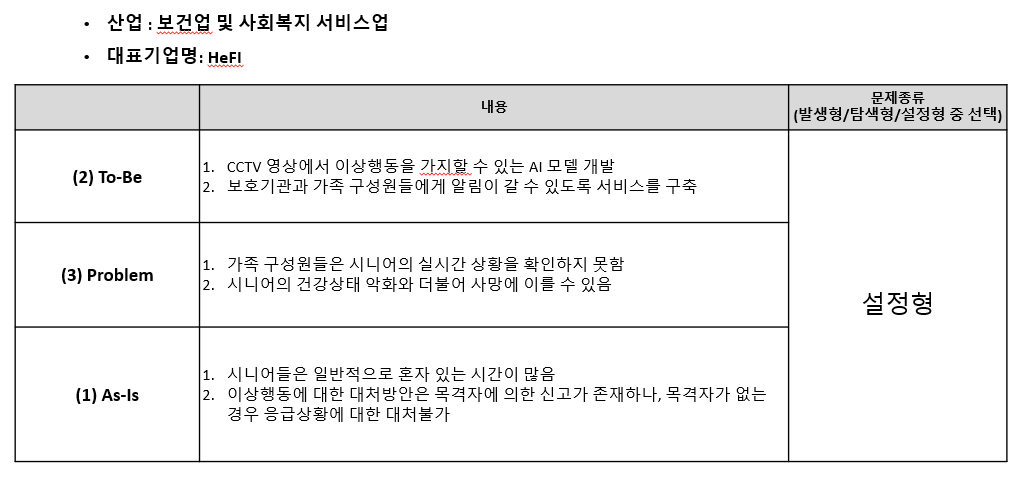 • 산업 : 보건업 및 사회복지 서비스업
• 대표기업명: HeFI
내용
문제종류
(발생형/탐색형/설정형 중 선택)
(2) To-Be
1. CCTV 영상에서 이상행동을 가지할 수 있는 AI 모델 개발
2. 보호기관과 가족 구성원들에게 알림이 갈 수 있도록 서비스를 구축
(3) Problem
1. 가족 구성원들은 시니어의 실시간 상황을 확인하지 못함
2. 시니어의 건강상태 악화와 더불어 사망에 이를 수 있음
설정형
(1) As-Is
1. 시니어들은 일반적으로 혼자 있는 시간이 많음
2. 이상행동에 대한 대처방안은 목격자에 의한 신고가 존재하나, 목격자가 없는
경우 응급상황에 대한 대처불가